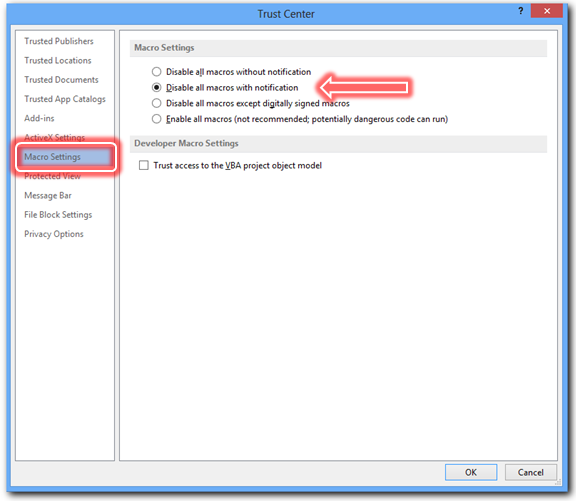 Trust Center
?
Trusted Publishers
Trusted Locations
Trusted Documents
Trusted App Catalogs
Add-ins
ActiveX Settings
Macro Settings
Protected View
Message Bar
File Block Settings
Privacy Options
Macro Settings
Disable all macros without notification
Disable all macros with notification
Disable all macros except digitally signed macros
Enable all macros (not recommended; potentially dangerous code can run)
Developer Macro Settings
Trust access to the VBA project object model
OK
Cancel